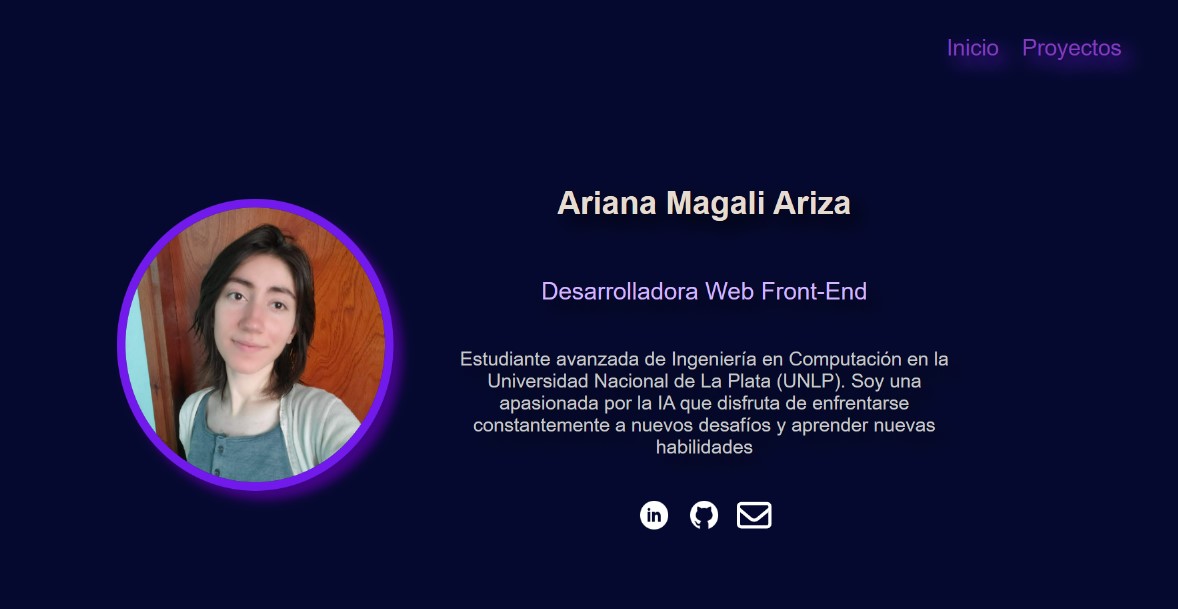 Inicio Proyectos
Ariana Magali Ariza
Desarrolladora Web Front-End
Estudiante avanzada de Ingeniería en Computación en la
Universidad Nacional de La Plata (UNLP). Soy una
apasionada por la IA que disfruta de enfrentarse
constantemente a nuevos desafíos y aprender nuevas
habilidades
in